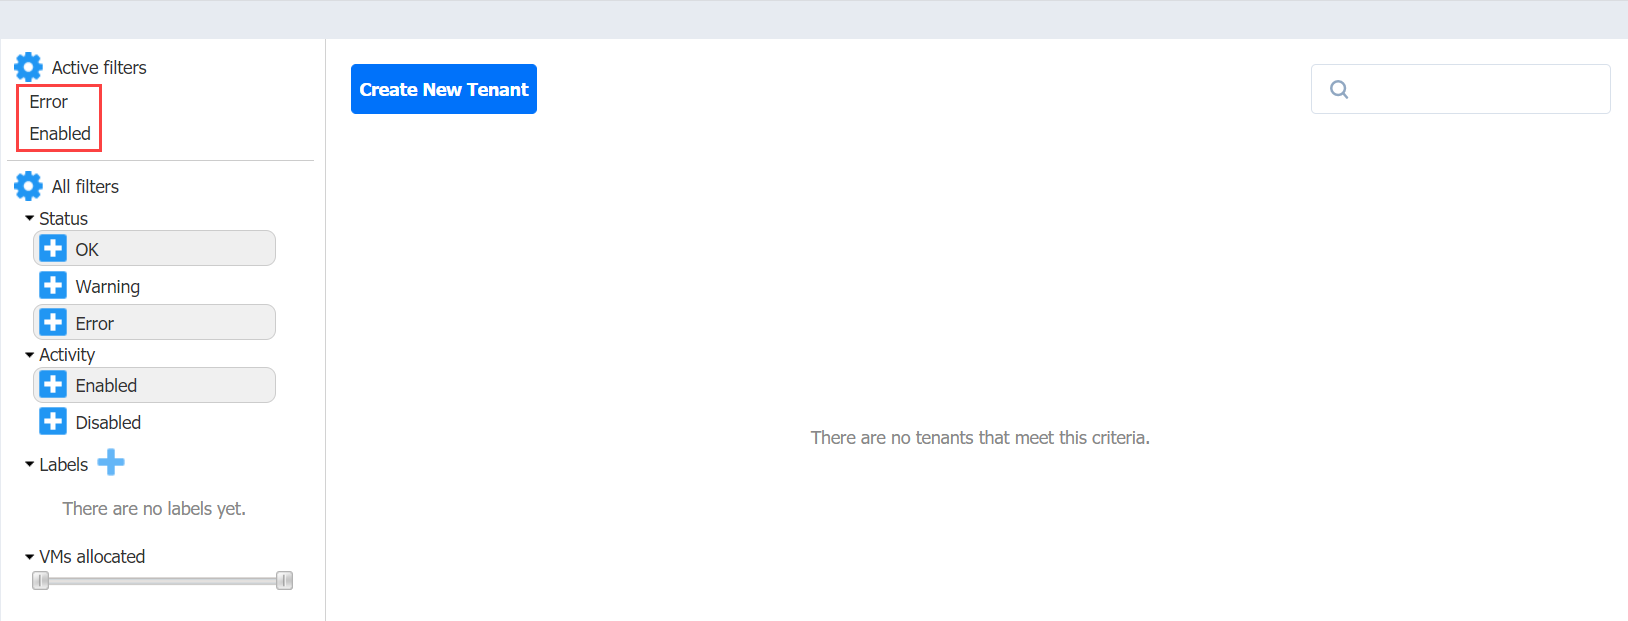 Active filters
Error
Enabled
All filters
Status
OK
Warning
Error
Activity
Enabled
Disabled
Labels
There are no labels yet.
VMs allocated
Create New Tenant
There are no tenants that meet this criteria.